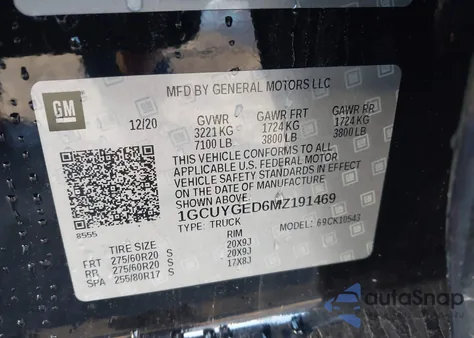 MFD BY GENERAL MOTORS LLC
GM
12/20
GVWR GAWR FRT GAWR RR
3221 KG 1724 KG 1724 KG
7100 LB 3800 LB 3800 LB
THIS VEHICLE CONFORMS TO ALL
APPLICABLE U.S. FEDERAL MOTOR
VEHICLE SAFETY STANDARDS IN EFFECT
ON THE DATE OF MANUFACTURE SHOWN ABOVE.
1GCUYGED6MZ191469
8555
TYPE: TRUCK MODEL: 69CK10543
TIRE SIZE RIM
FRT 275/60R20 S 20X9J
RR 275/60R20 S 20X9J
SPA 255/80R17 S 17X8J
autoSnap